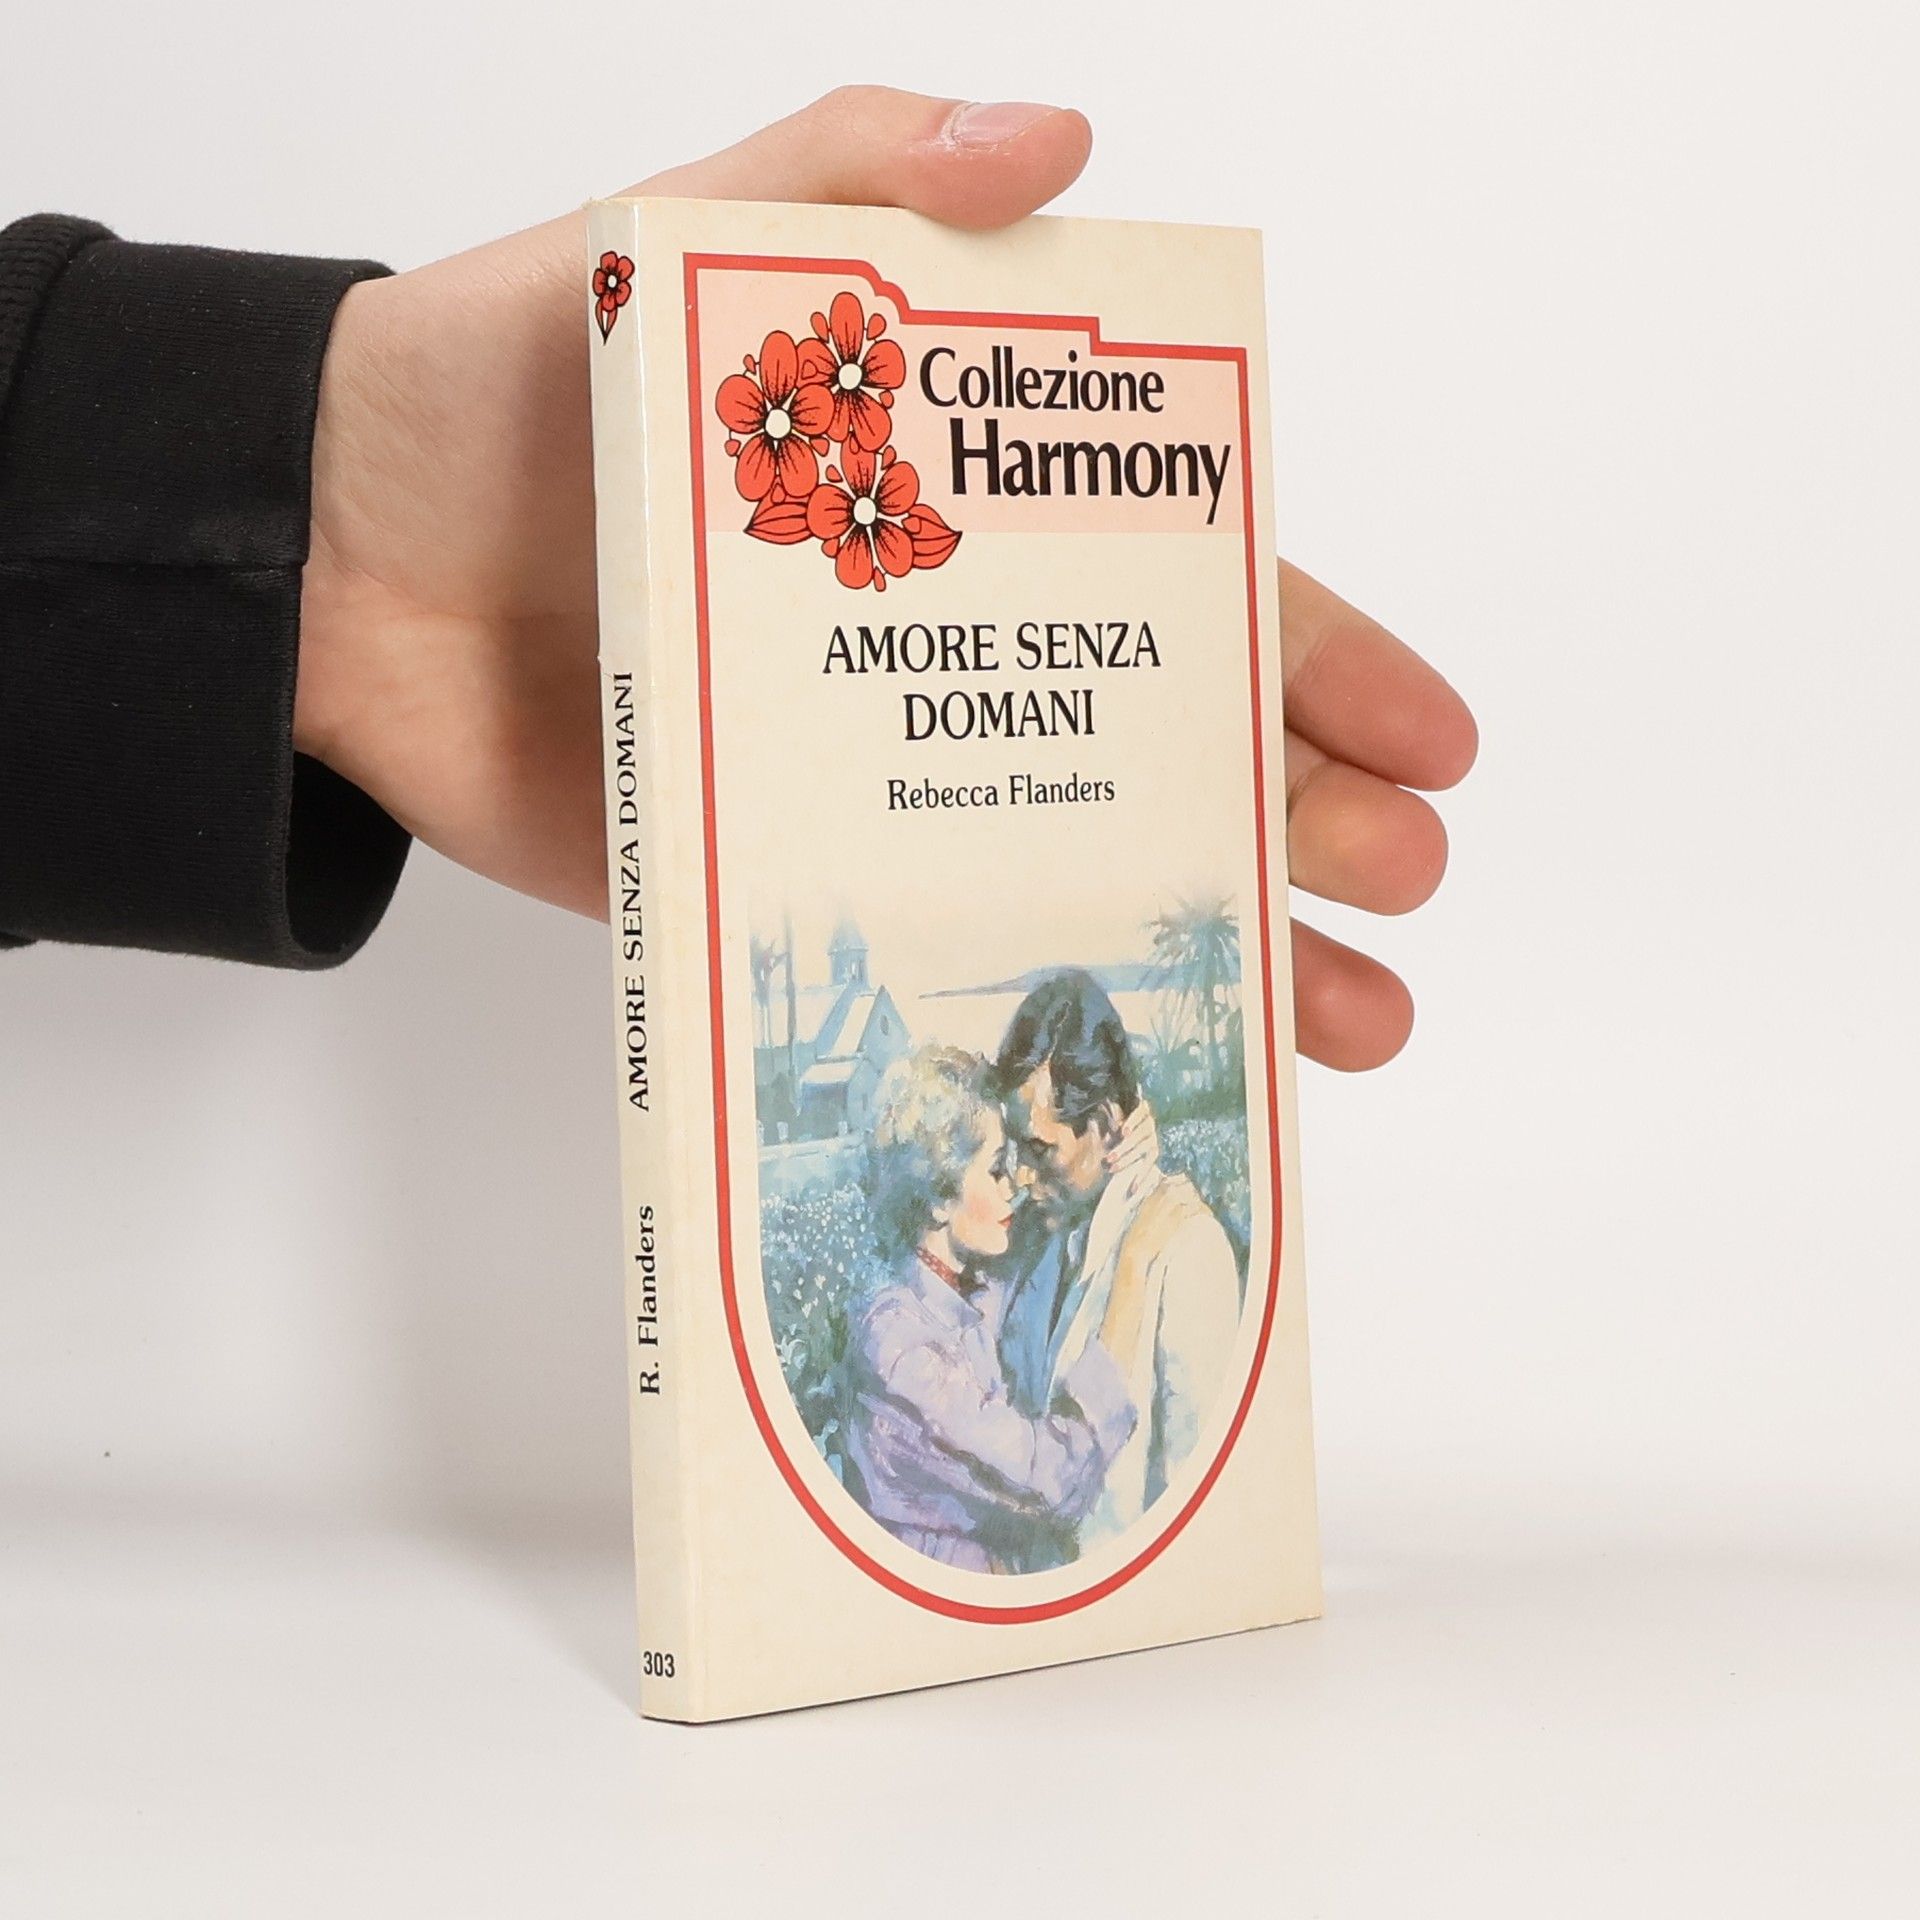 Collezione
Harmony
AMORE SENZA
DOMANI
Rebecca Flanders
R. Flanders AMORE SENZA DOMANI
303